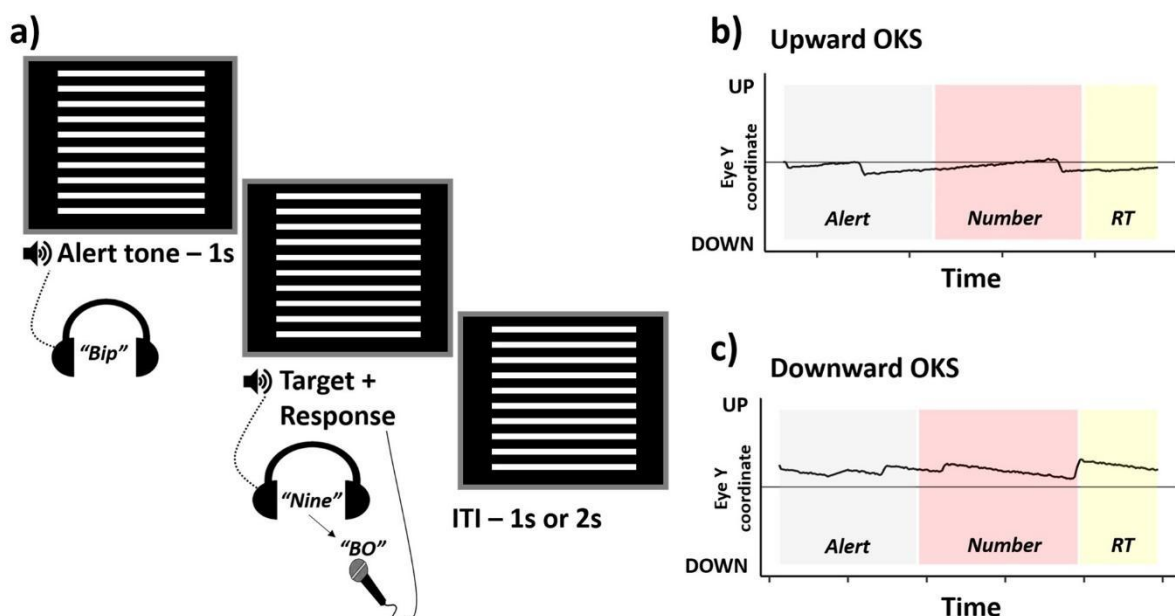 a)
Alert tone – 1s
“Bip”
Target +
Response
“Nine”
“BO”
ITI – 1s or 2s
b) Upward OKS
UP
Eye Y
coordinate
DOWN
Alert
Number
RT
Time
c) Downward OKS
UP
Eye Y
coordinate
DOWN
Alert
Number
RT
Time